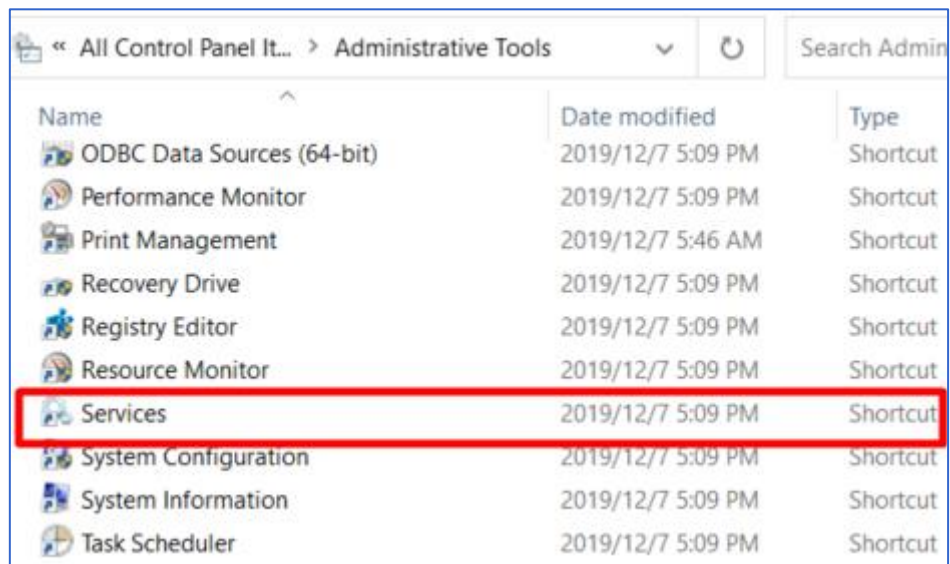 « All Control Panel It... > Administrative Tools Search Admin
Name Date modified Type
ODBC Data Sources (64-bit) 2019/12/7 5:09 PM Shortcut
Performance Monitor 2019/12/7 5:09 PM Shortcut
Print Management 2019/12/7 5:46 AM Shortcut
Recovery Drive 2019/12/7 5:09 PM Shortcut
Registry Editor 2019/12/7 5:09 PM Shortcut
Resource Monitor 2019/12/7 5:09 PM Shortcut
Services 2019/12/7 5:09 PM Shortcut
System Configuration 2019/12/7 5:09 PM Shortcut
System Information 2019/12/7 5:09 PM Shortcut
Task Scheduler 2019/12/7 5:09 PM Shortcut